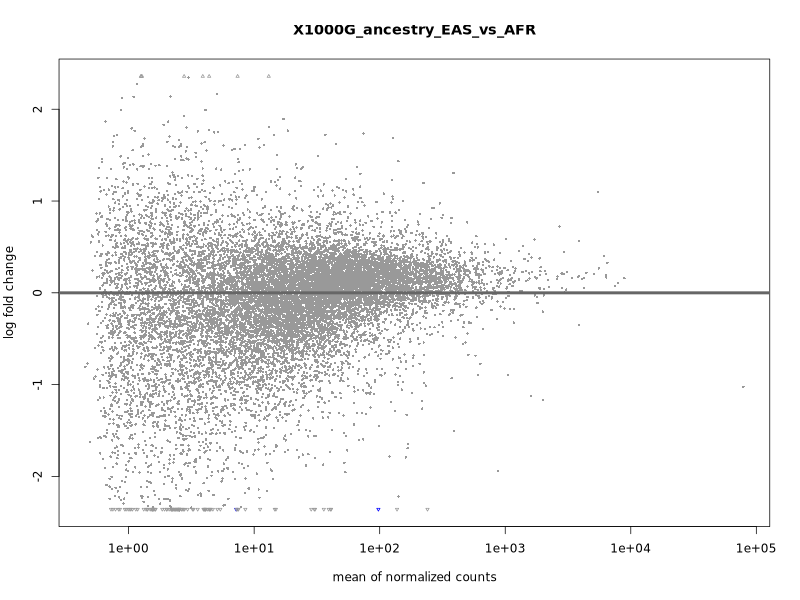 X1000G_ancestry_EAS_vs_AFR
log fold change
2
1
0
-1
-2
1e+00 1e+01 1e+02 1e+03 1e+04 1e+05
mean of normalized counts